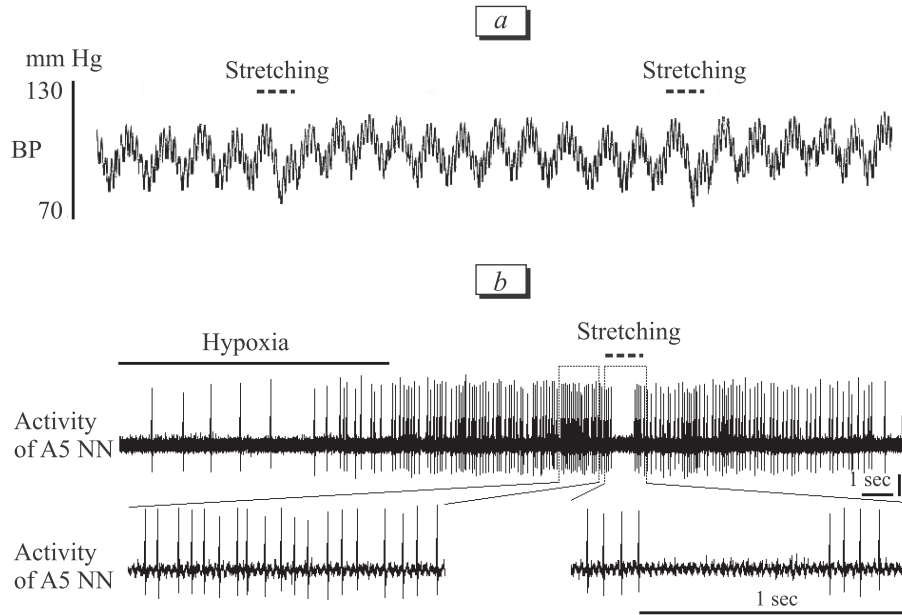 a
mm Hg
130
BP
70
Stretching
Stretching
b
Hypoxia
Stretching
Activity
of A5 NN
1 sec
Activity
of A5 NN
1 sec